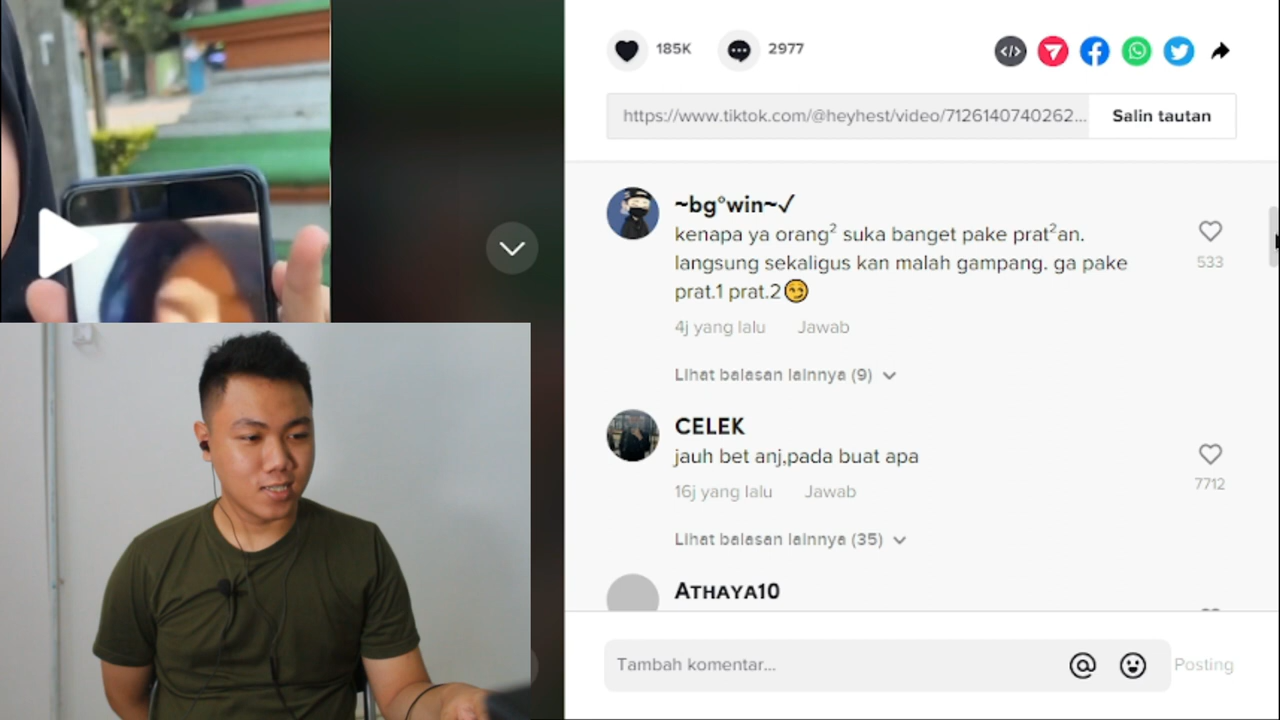 185K
2977
https://www.tiktok.com/@heyhest/video/7126140740262...
Salin tautan
~bg°win~✓
kenapa ya orang² suka banget pake prat²an.
langsung sekaligus kan malah gampang. ga pake
prat.1 prat.2😏
533
4j yang lalu Jawab
Lihat balasan lainnya (9)
CELEK
jauh bet anj,pada buat apa
7712
16j yang lalu Jawab
Lihat balasan lainnya (35)
Aᴛʜᴀʏᴀ10
Tambah komentar...
Posting